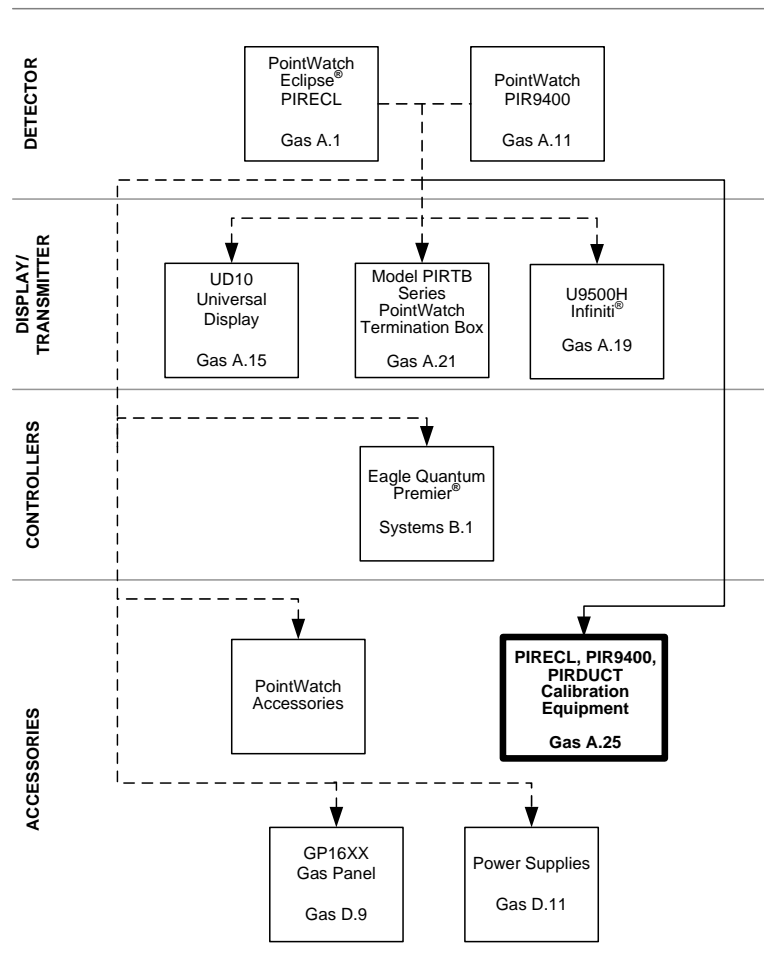 DETECTOR
PointWatch
Eclipse®
PIRECL
Gas A.1
PointWatch
PIR9400
Gas A.11
DISPLAY/
TRANSMITTER
UD10
Universal
Display
Gas A.15
Model PIRTB
Series
PointWatch
Termination Box
Gas A.21
U9500H
Infiniti®
Gas A.19
CONTROLLERS
Eagle Quantum
Premier®
Systems B.1
ACCESSORIES
PointWatch
Accessories
PIRECL, PIR9400,
PIRDUCT
Calibration
Equipment
Gas A.25
GP16XX
Gas Panel
Gas D.9
Power Supplies
Gas D.11